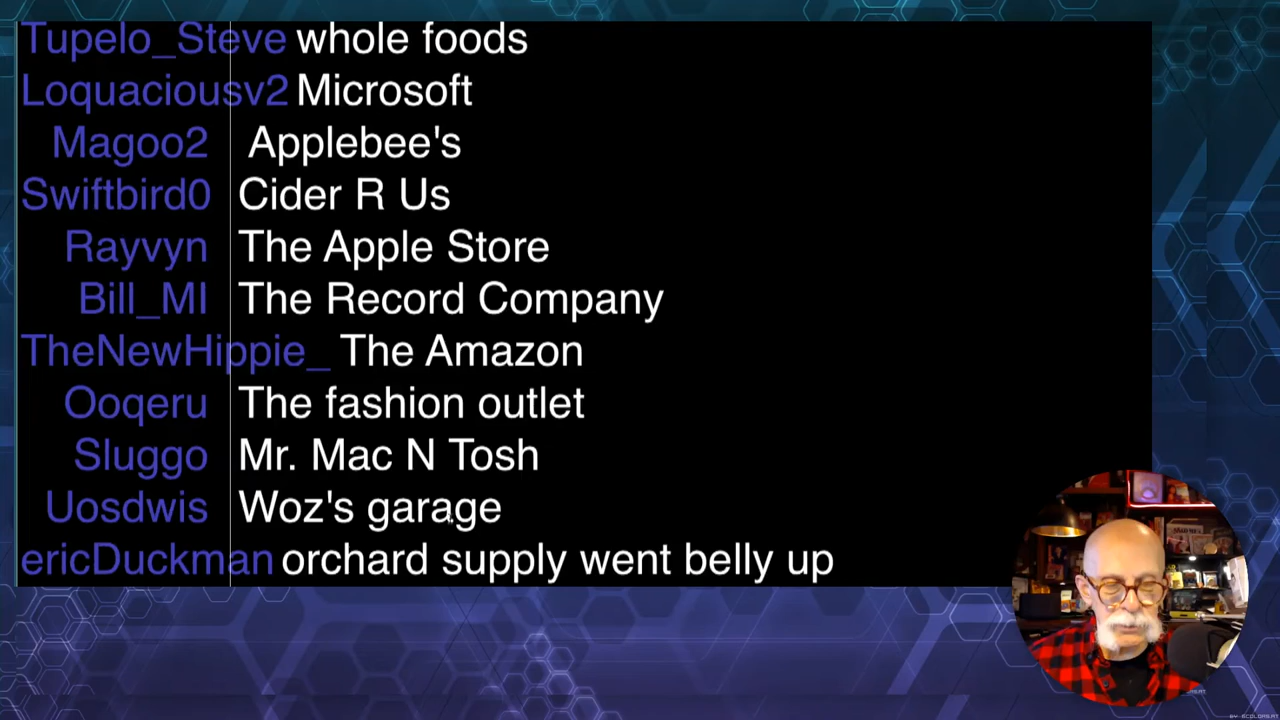 Tupelo_Steve whole foods
Loquaciousv2 Microsoft
Magoo2 Applebee's
Swiftbird0 Cider R Us
Rayvyn The Apple Store
Bill_MI The Record Company
TheNewHippie_ The Amazon
Ooqeru The fashion outlet
Sluggo Mr. Mac N Tosh
Uosdwis Woz's garage
ericDuckman orchard supply went belly up